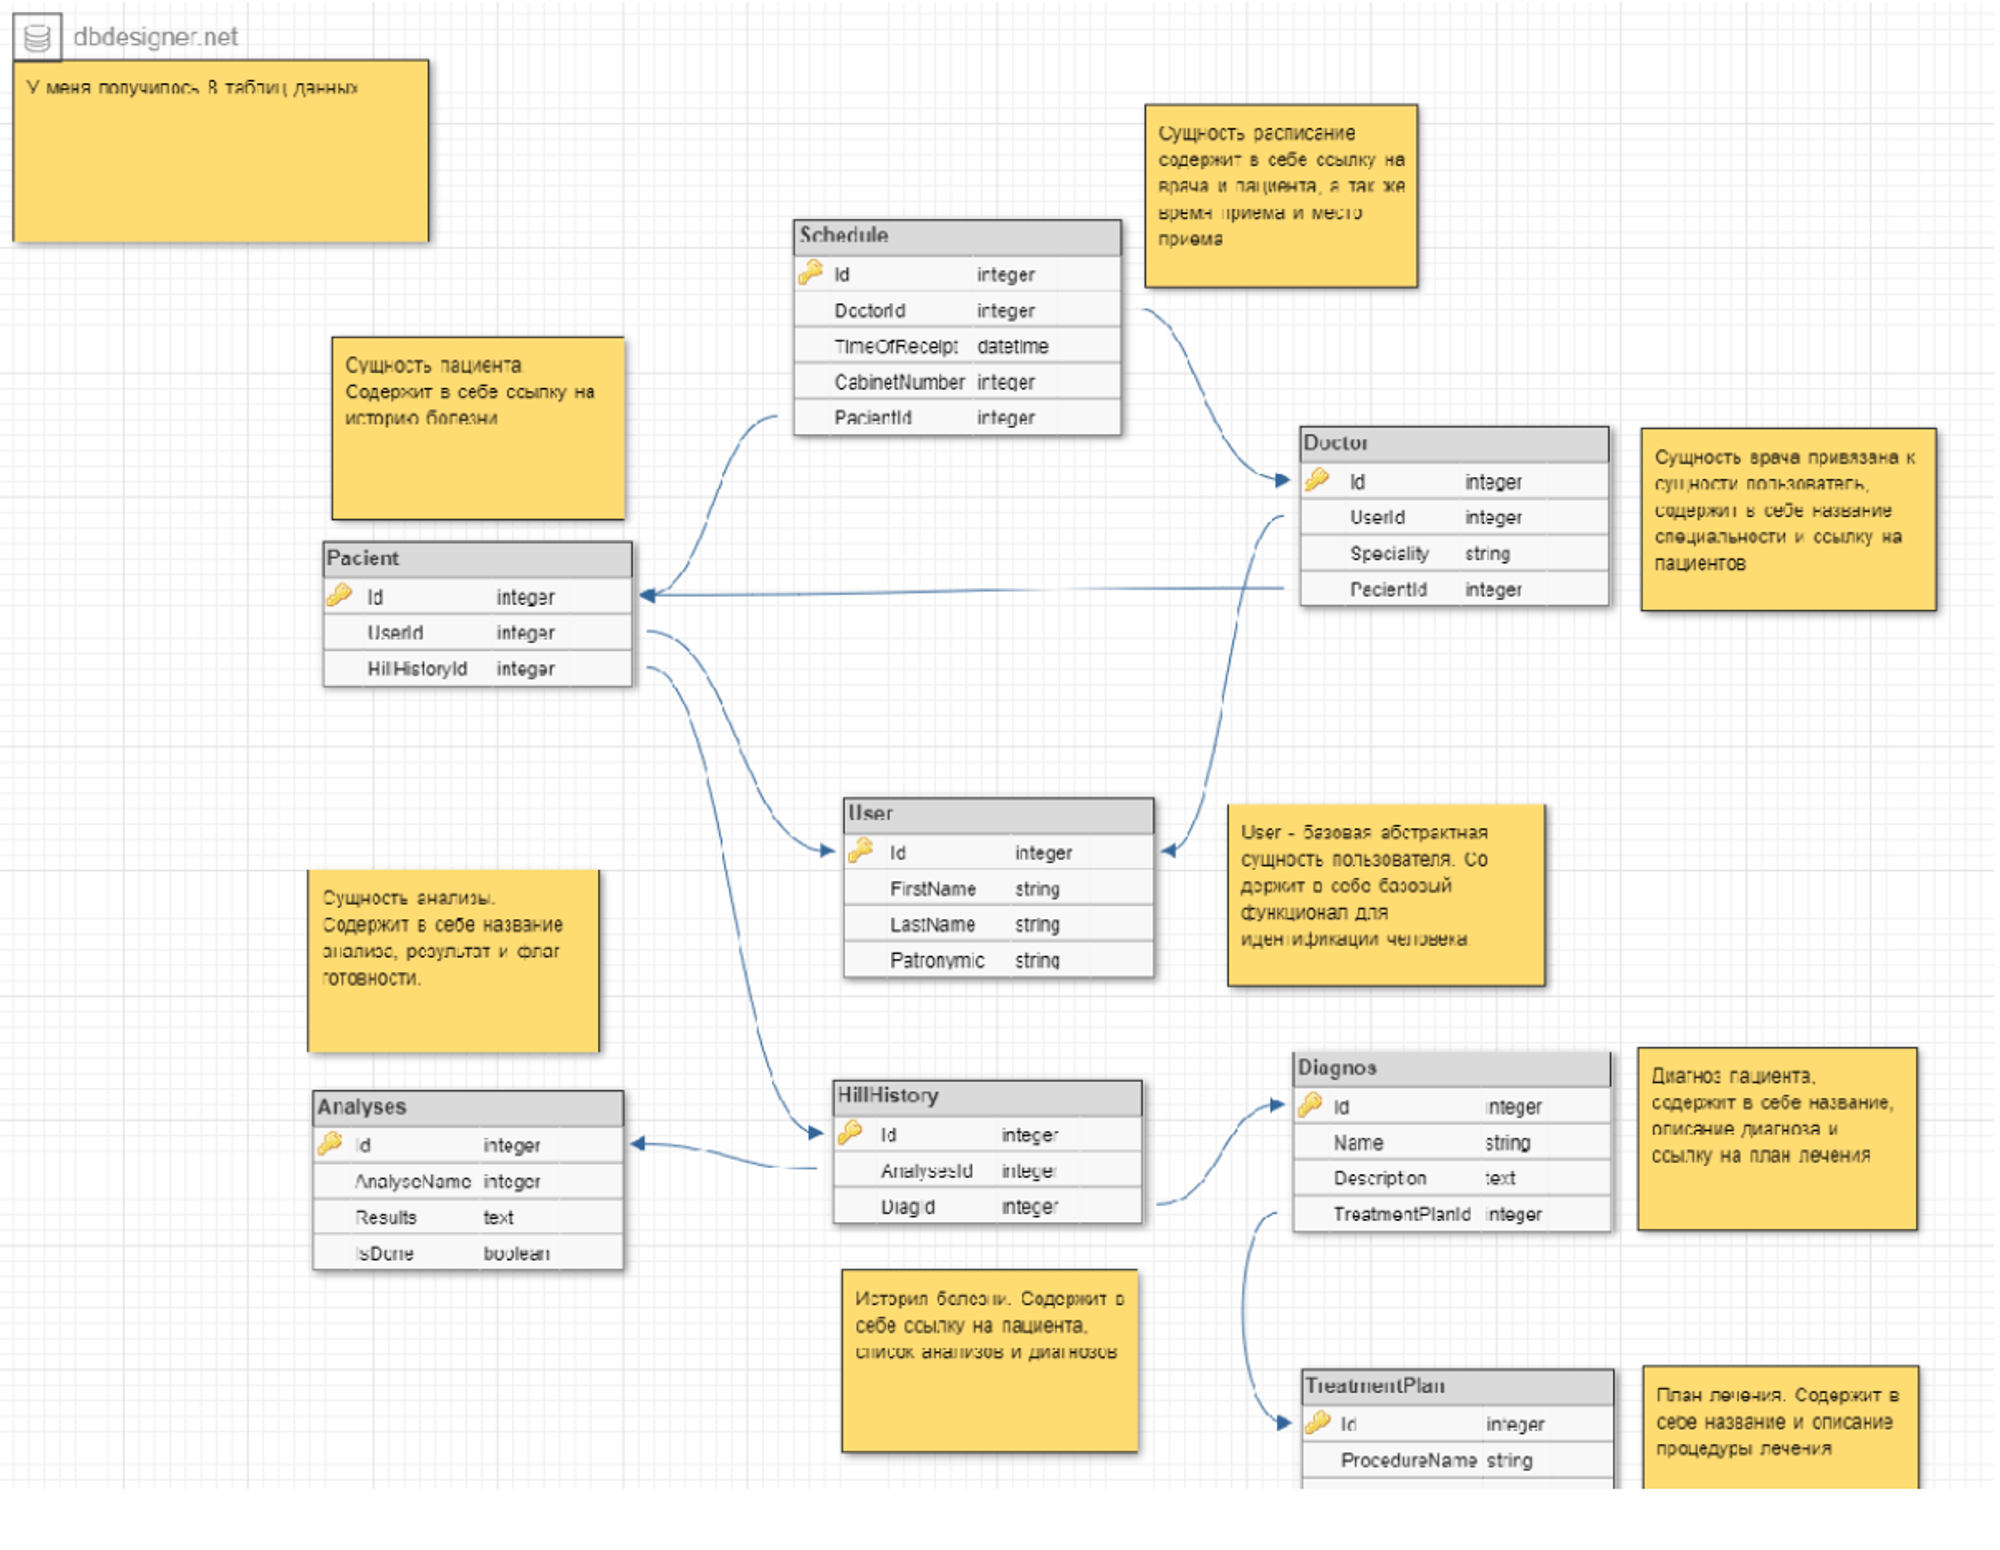 dbdesigner.net
У меня получилось 8 таблиц данных
Сущность расписание
содержит в себе ссылку на
врача и пациента, а так же
время приема и место
приема
Schedule
Id integer
DoctorId integer
TimeOfReceipt datetime
CabinetNumber integer
PacientId integer
Сущность пациента.
Содержит в себе ссылку на
историю болезни
Doctor
Id integer
UserId integer
Speciality string
PecientId integer
Сущность врача привязана к
сущности пользователь,
содержит в себе название
специальности и ссылку на
пациентов
Pacient
Id integer
UserId integer
HillHistoryId integer
User
Id integer
FirstName string
LastName string
Patronymic string
User - базовая абстрактная
сущность пользователя. Со
держит в себе базовый
функционал для
идентификации человека.
Сущность анализы.
Содержит в себе название
анализа, результат и флаг
готовности.
Analyses
Id integer
AnalyseName integer
Results text
IsDone boolean
HillHistory
Id integer
AnalysesId integer
DiagId integer
Diagnos
Id integer
Name string
Description text
TreatmentPlanId integer
Диагноз пациента,
содержит в себе название,
описание диагноза и
ссылку на план лечения
История болезни. Содержит в
себе ссылку на пациента,
список анализов и диагнозов
TreatmentPlan
Id integer
ProcedureName string
План лечения. Содержит в
себе название и описание
процедуры лечения